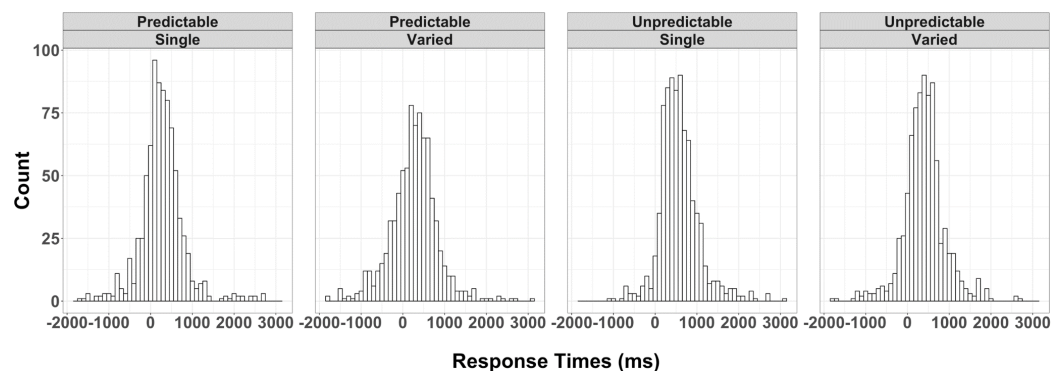 Predictable Predictable Unpredictable Unpredictable
Single Varied Single Varied
100
75
50
25
0
Count
-2000 -1000 0 1000 2000 3000 -2000 -1000 0 1000 2000 3000 -2000 -1000 0 1000 2000 3000 -2000 -1000 0 1000 2000 3000
Response Times (ms)